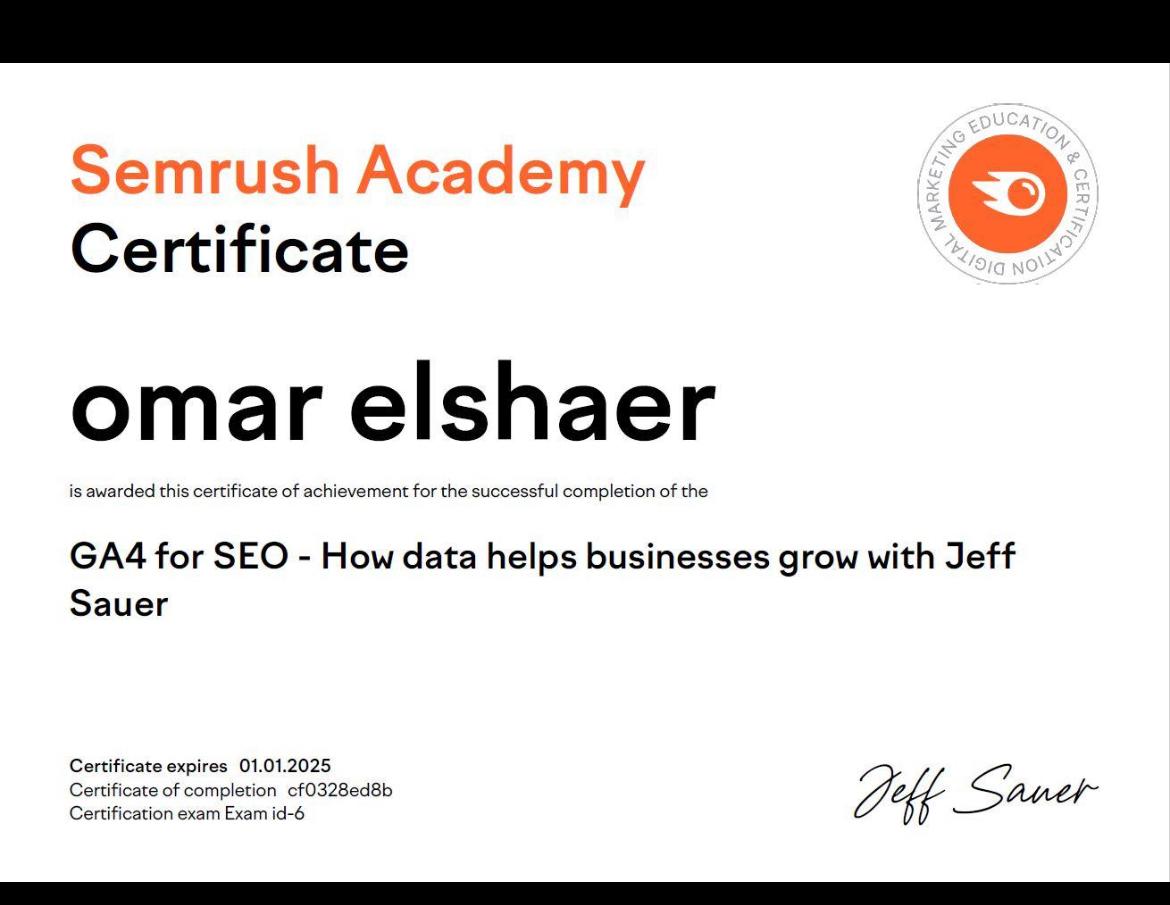 Semrush Academy
Certificate
DIGITAL MARKETING EDUCATION & CERTIFICATION
omar elshaer
is awarded this certificate of achievement for the successful completion of the
GA4 for SEO - How data helps businesses grow with Jeff
Sauer
Certificate expires 01.01.2025
Certificate of completion cf0328ed8b
Certification exam Exam id-6
Jeff Sauer